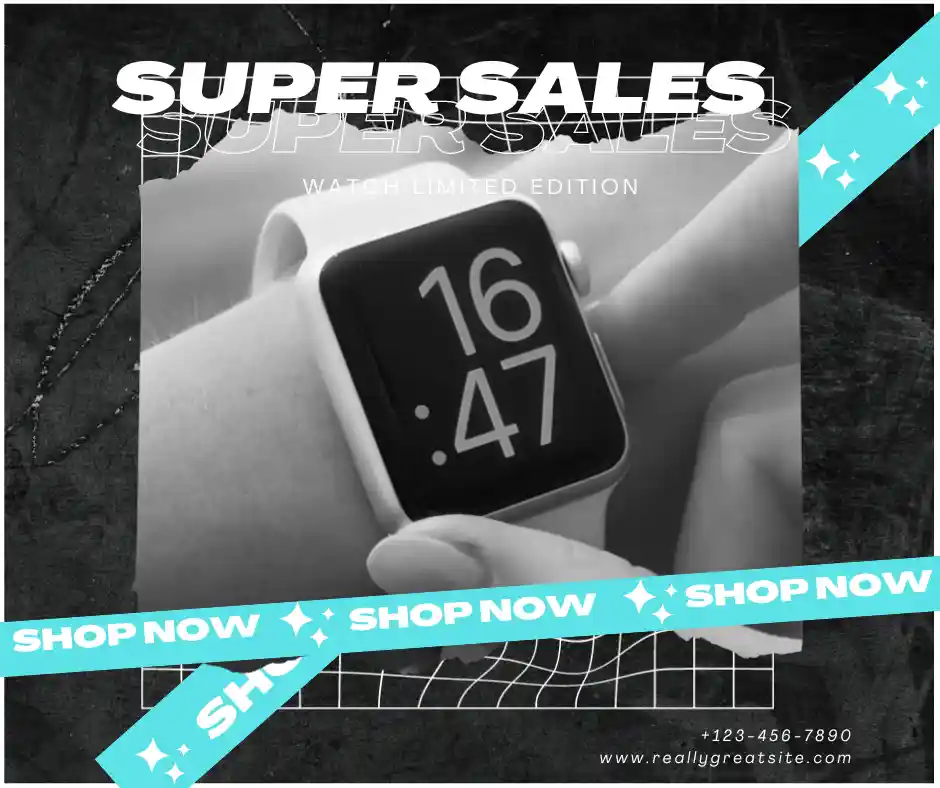 SUPER SALES
SUPER SALES
WATCH LIMITED EDITION
16
:47
SHOP NOW SHOP NOW SHOP NOW
SHO
+123-456-7890
www.reallygreatsite.com